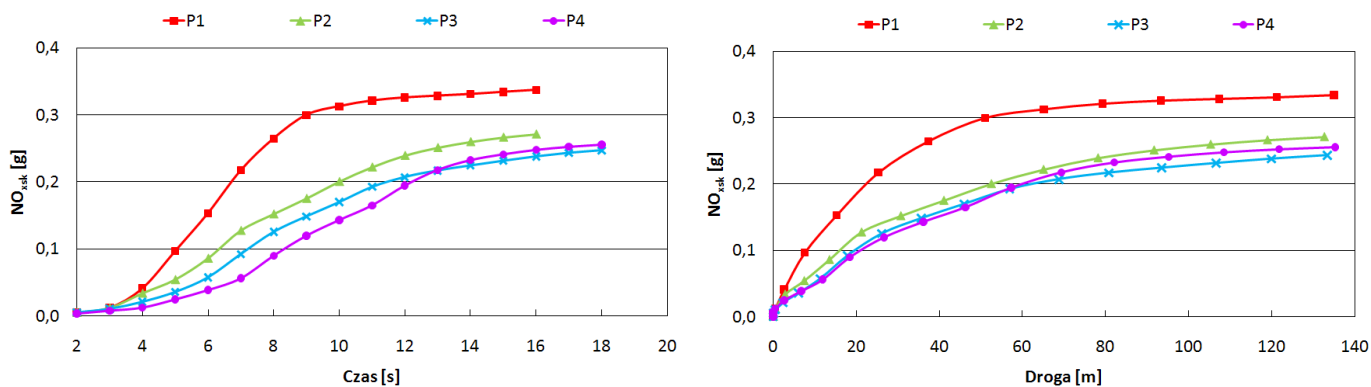 P1 P2 P3 P4
0,4
0,3
0,2
0,1
0,0
NOxsk [g]
2 4 6 8 10 12 14 16 18 20
Czas [s]
P1 P2 P3 P4
0,4
0,3
0,2
0,1
0,0
NOxsk [g]
0 20 40 60 80 100 120 140
Droga [m]